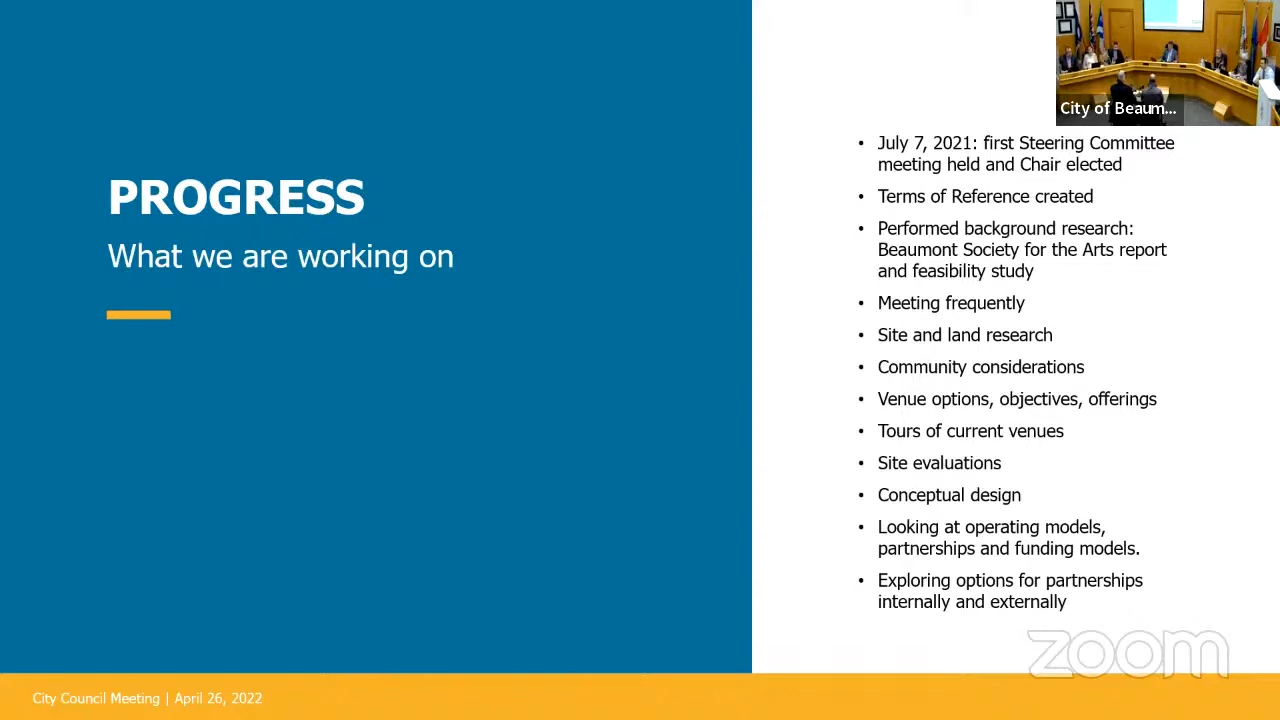 City of Beaum...
PROGRESS
What we are working on
• July 7, 2021: first Steering Committee
meeting held and Chair elected
• Terms of Reference created
• Performed background research:
Beaumont Society for the Arts report
and feasibility study
• Meeting frequently
• Site and land research
• Community considerations
• Venue options, objectives, offerings
• Tours of current venues
• Site evaluations
• Conceptual design
• Looking at operating models,
partnerships and funding models.
• Exploring options for partnerships
internally and externally
zoom
City Council Meeting | April 26, 2022